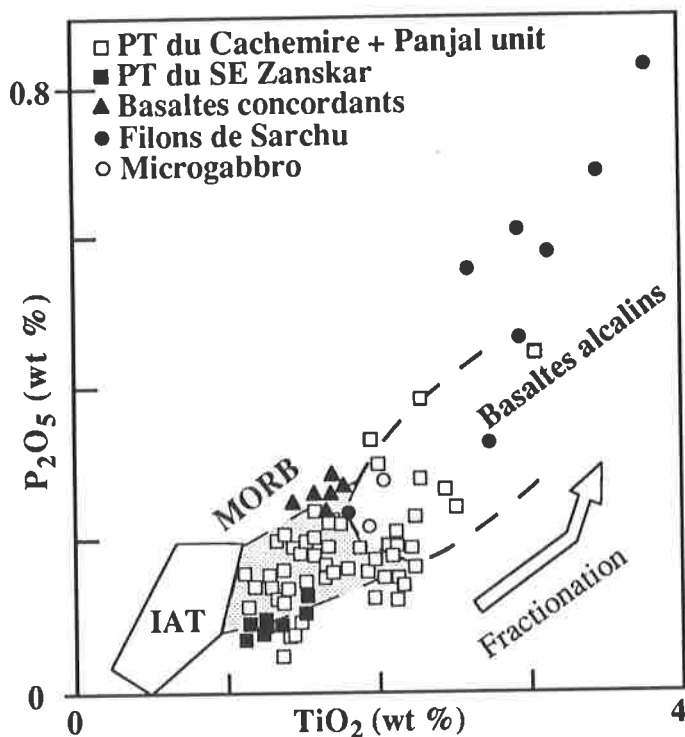 PT du Cachemire + Panjal unit
PT du SE Zanskar
Basaltes concordants
Filons de Sarchu
Microgabbro
0.8
P2O5 (wt %)
Basaltes alcalins
MORB
IAT
Fractionation
0
0
TiO2 (wt %)
4